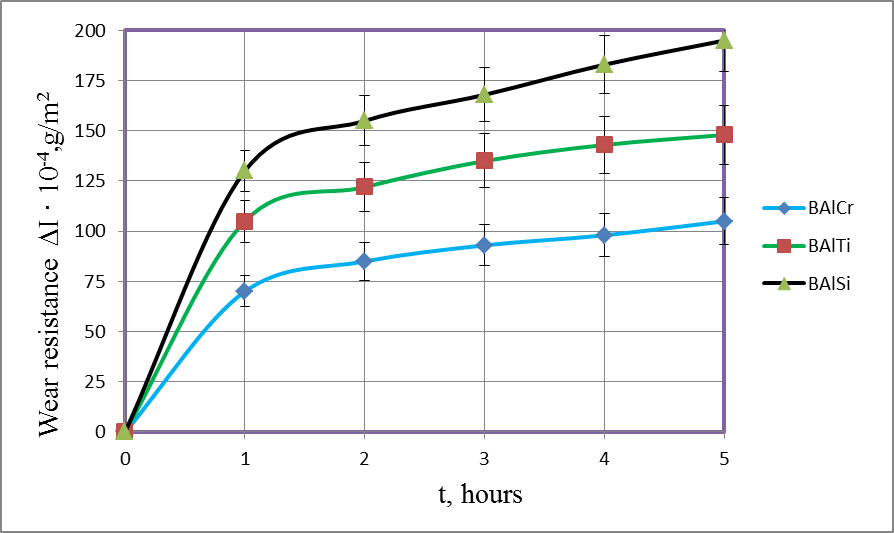 Wear resistance ΔI · 10⁻⁴,g/m²
200
175
150
125
100
75
50
25
0
0 1 2 3 4 5
t, hours
BAlCr
BAlTi
BAlSi